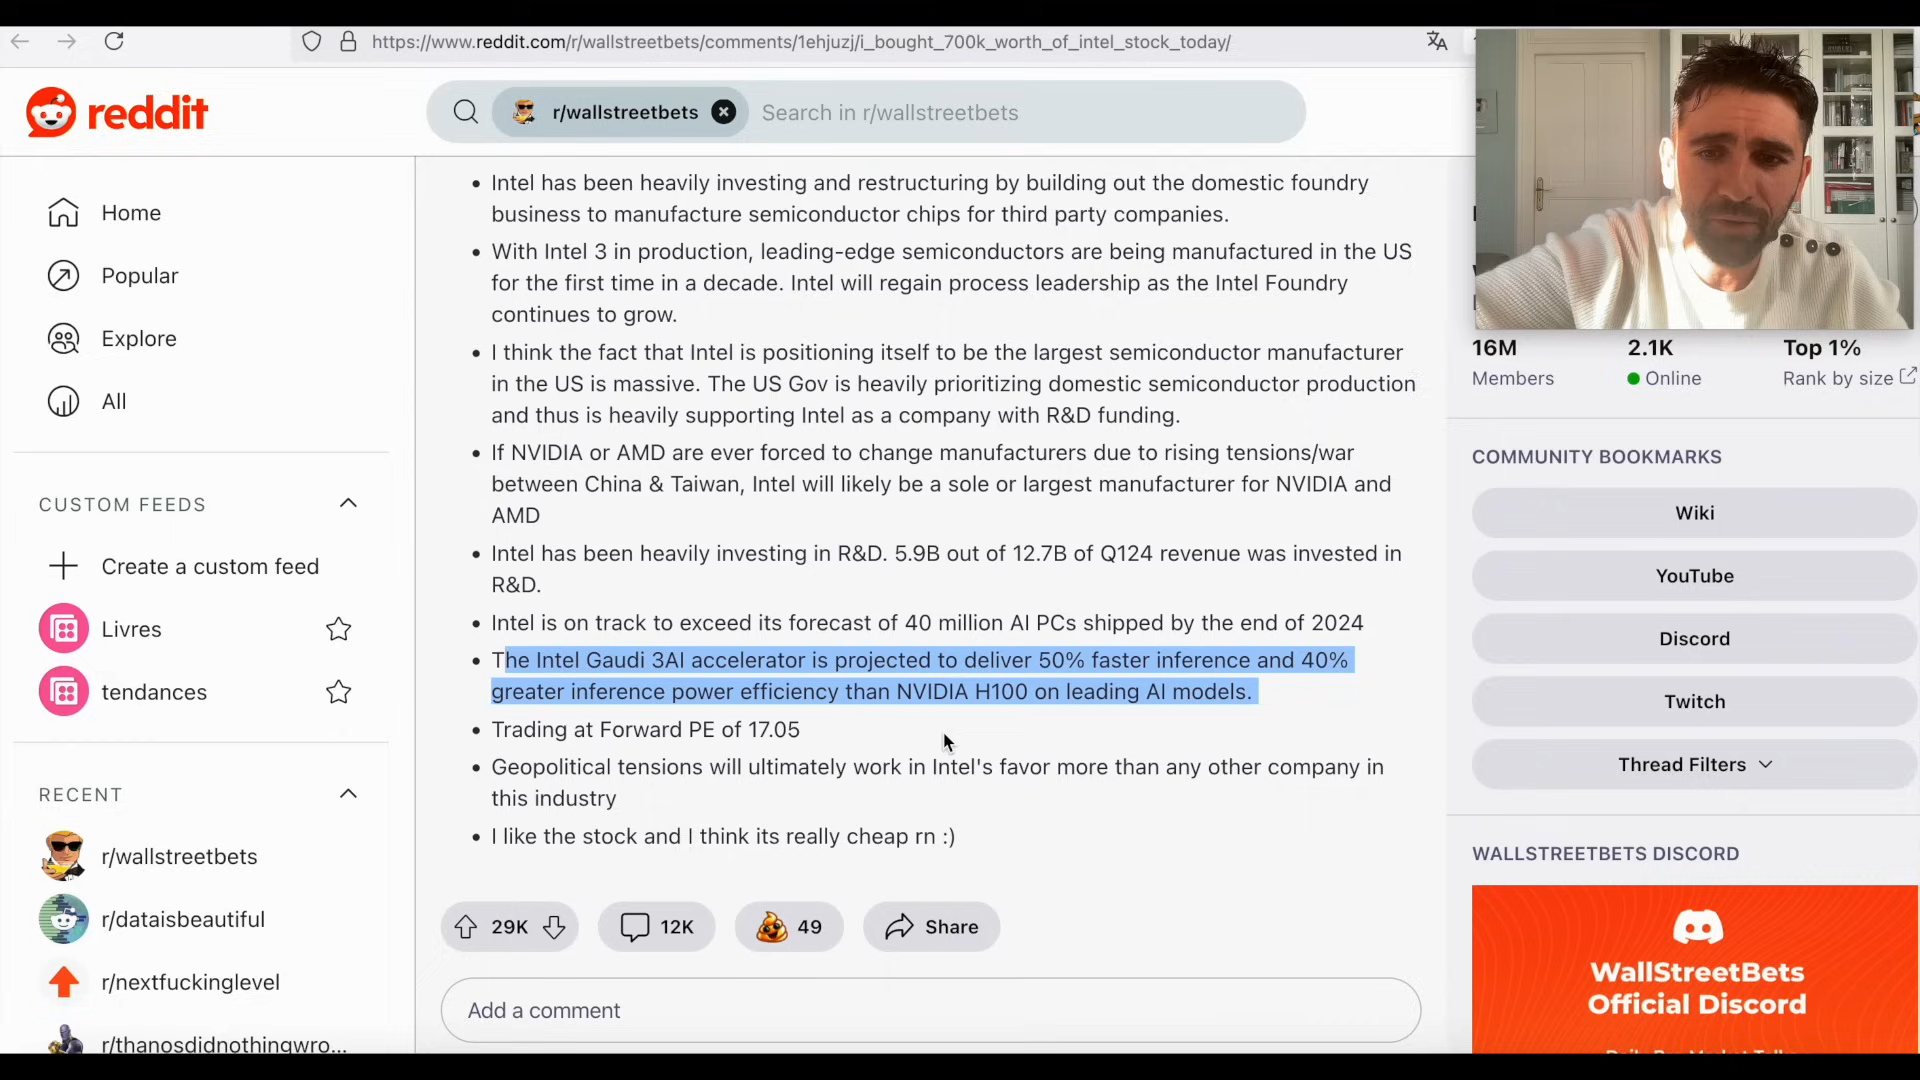 https://www.reddit.com/r/wallstreetbets/comments/1ehjuzj/i_bought_700k_worth_of_intel_stock_today/
reddit
r/wallstreetbets
Search in r/wallstreetbets
Home
Popular
Explore
All
CUSTOM FEEDS
Create a custom feed
Livres
tendances
RECENT
r/wallstreetbets
r/dataisbeautiful
r/nextfuckinglevel
r/thanosdidnothingwro...
• Intel has been heavily investing and restructuring by building out the domestic foundry
business to manufacture semiconductor chips for third party companies.
• With Intel 3 in production, leading-edge semiconductors are being manufactured in the US
for the first time in a decade. Intel will regain process leadership as the Intel Foundry
continues to grow.
• I think the fact that Intel is positioning itself to be the largest semiconductor manufacturer
in the US is massive. The US Gov is heavily prioritizing domestic semiconductor production
and thus is heavily supporting Intel as a company with R&D funding.
• If NVIDIA or AMD are ever forced to change manufacturers due to rising tensions/war
between China & Taiwan, Intel will likely be a sole or largest manufacturer for NVIDIA and
AMD
• Intel has been heavily investing in R&D. 5.9B out of 12.7B of Q124 revenue was invested in
R&D.
• Intel is on track to exceed its forecast of 40 million AI PCs shipped by the end of 2024
• The Intel Gaudi 3AI accelerator is projected to deliver 50% faster inference and 40%
greater inference power efficiency than NVIDIA H100 on leading AI models.
• Trading at Forward PE of 17.05
• Geopolitical tensions will ultimately work in Intel's favor more than any other company in
this industry
• I like the stock and I think its really cheap rn :)
29K
12K
49
Share
Add a comment
16M
2.1K
Top 1%
Members
Online
Rank by size
COMMUNITY BOOKMARKS
Wiki
YouTube
Discord
Twitch
Thread Filters
WALLSTREETBETS DISCORD
WallStreetBets
Official Discord